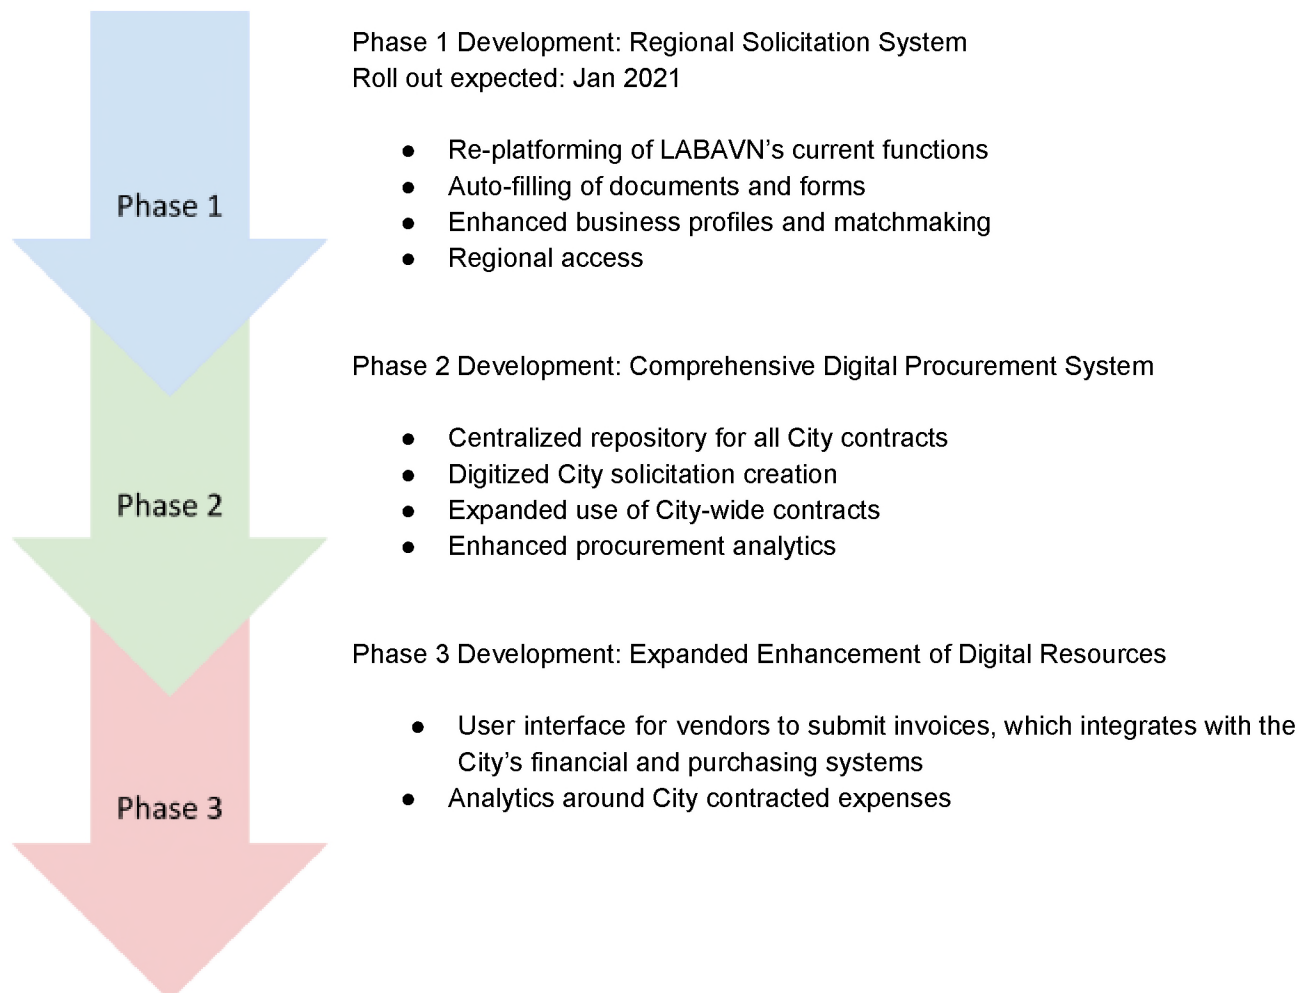 Phase 1 Development: Regional Solicitation System
Roll out expected: Jan 2021
● Re-platforming of LABAVN's current functions
● Auto-filling of documents and forms
Phase 1
● Enhanced business profiles and matchmaking
● Regional access
Phase 2 Development: Comprehensive Digital Procurement System
● Centralized repository for all City contracts
● Digitized City solicitation creation
Phase 2
● Expanded use of City-wide contracts
● Enhanced procurement analytics
Phase 3 Development: Expanded Enhancement of Digital Resources
● User interface for vendors to submit invoices, which integrates with the
City's financial and purchasing systems
● Analytics around City contracted expenses
Phase 3